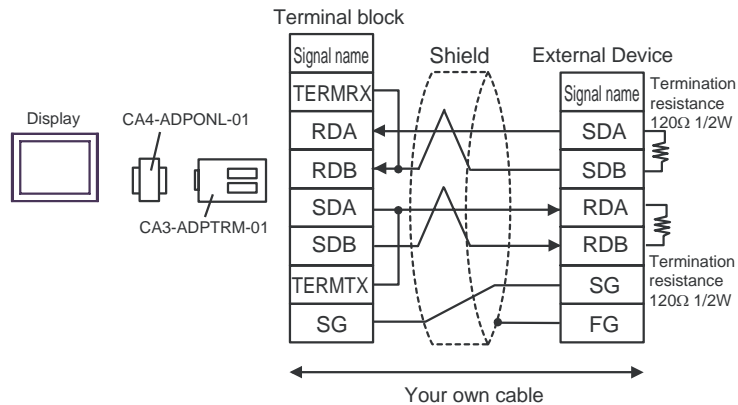 Terminal block
Shield
External Device
Display
CA4-ADPONL-01
CA3-ADPTRM-01
Signal name
TERMRX
RDA
RDB
SDA
SDB
TERMTX
SG
Signal name
SDA
SDB
RDA
RDB
SG
FG
Termination
resistance
120Ω 1/2W
Termination
resistance
120Ω 1/2W
Your own cable